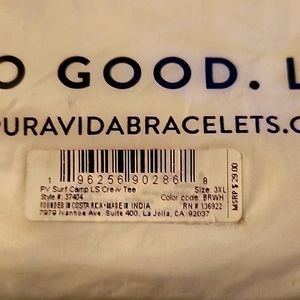 O GOOD. L
PURAVIDABRACELETS.C
1 96256 90286 8
PV Surf Camp LS Crew Tee Size: 3XL
Style #: 37404 Color code: BRWH
FOUNDED IN COSTA RICA • MADE IN INDIA RN # 136922
7979 Ivanhoe Ave. Suite 400, La Jolla, CA 92037
MSRP $ 29.00